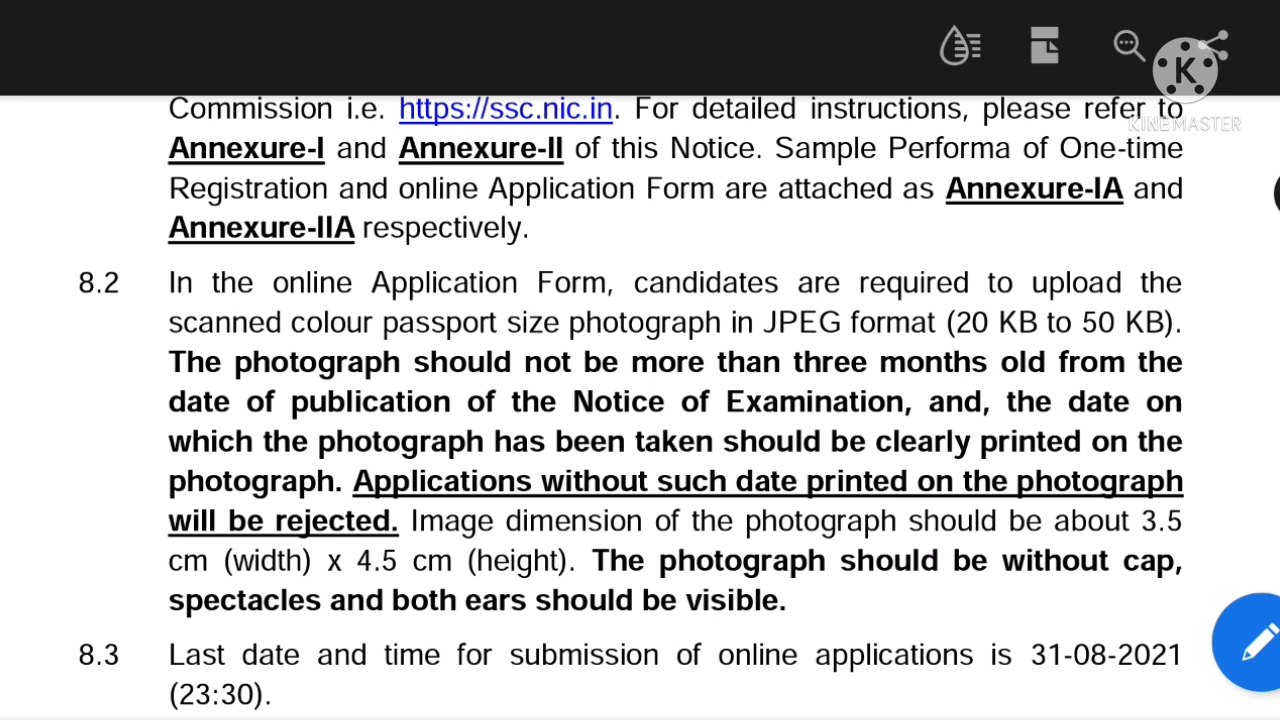 K
KINEMASTER
Commission i.e. https://ssc.nic.in. For detailed instructions, please refer to
Annexure-I and Annexure-II of this Notice. Sample Performa of One-time
Registration and online Application Form are attached as Annexure-IA and
Annexure-IIA respectively.
8.2 In the online Application Form, candidates are required to upload the
scanned colour passport size photograph in JPEG format (20 KB to 50 KB).
The photograph should not be more than three months old from the
date of publication of the Notice of Examination, and, the date on
which the photograph has been taken should be clearly printed on the
photograph. Applications without such date printed on the photograph
will be rejected. Image dimension of the photograph should be about 3.5
cm (width) x 4.5 cm (height). The photograph should be without cap,
spectacles and both ears should be visible.
8.3 Last date and time for submission of online applications is 31-08-2021
(23:30).